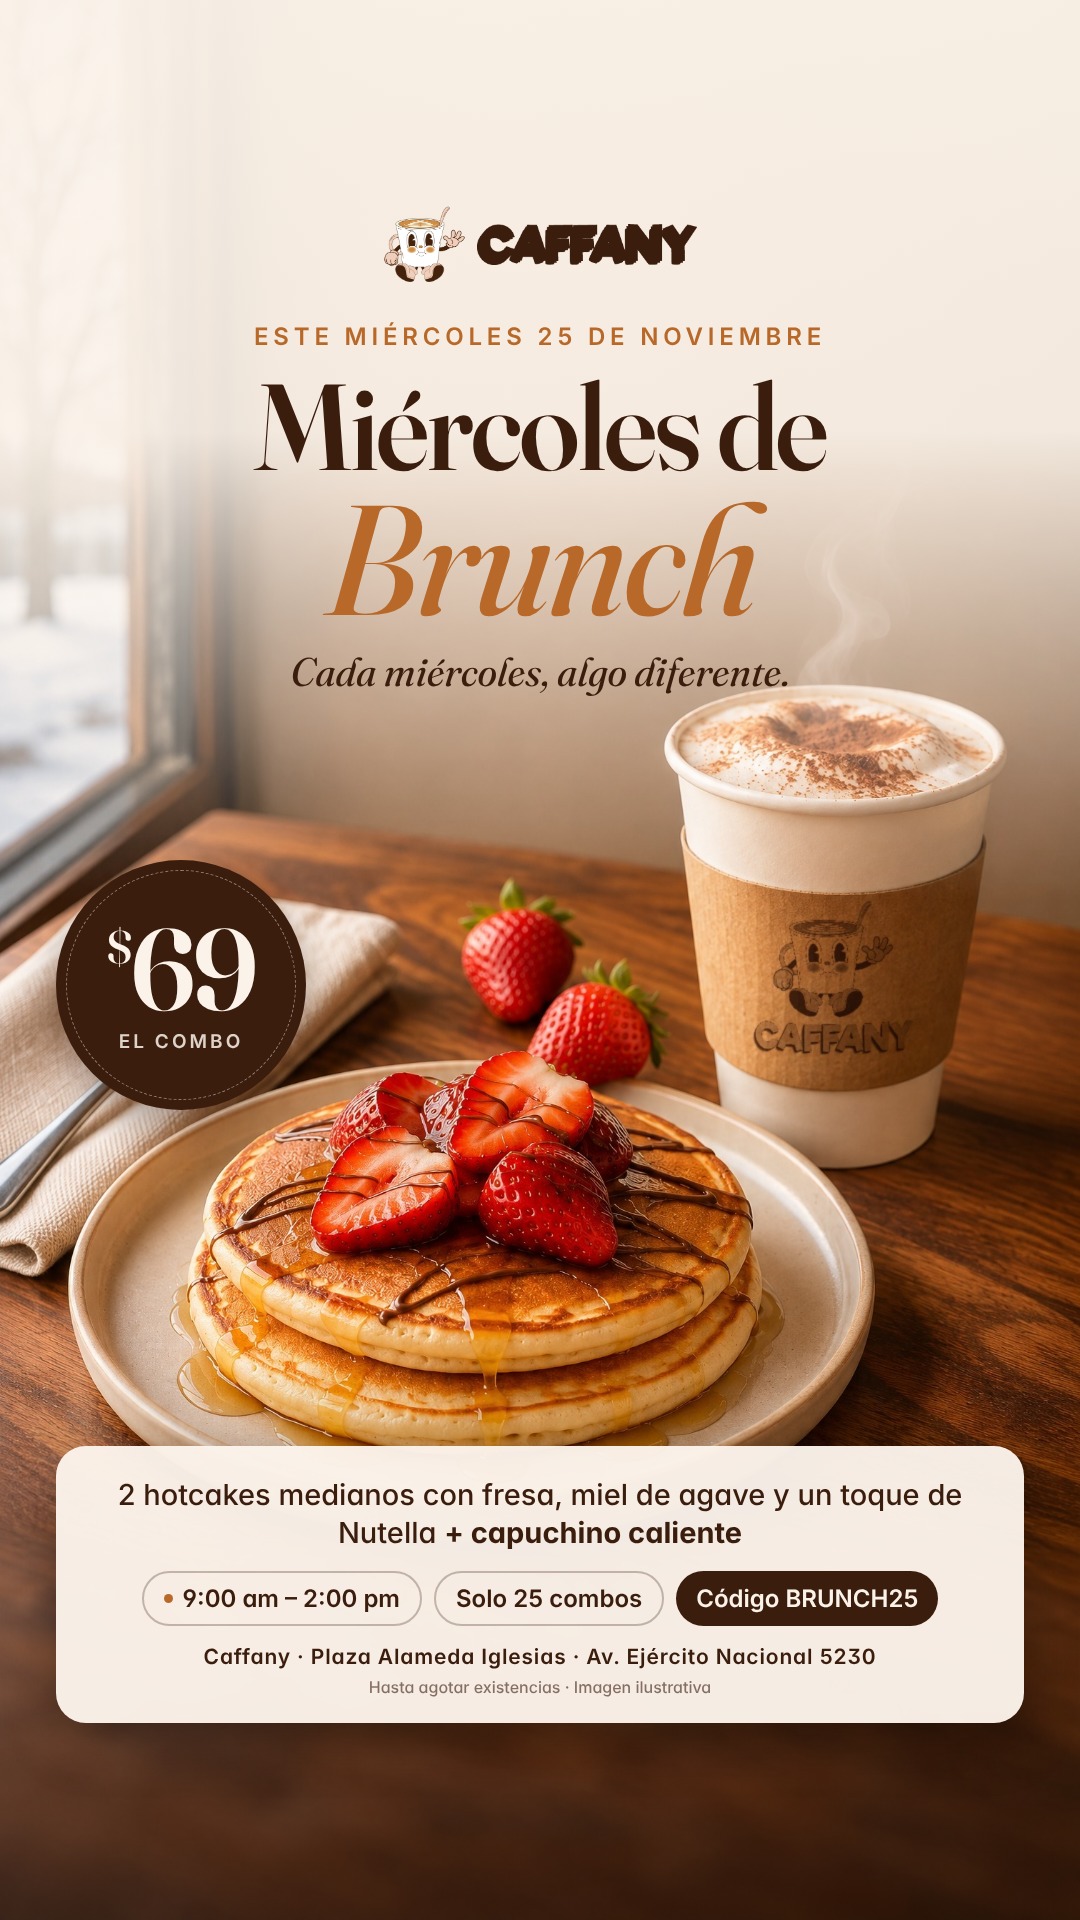 CAFFANY
ESTE MIÉRCOLES 25 DE NOVIEMBRE
Miércoles de
Brunch
Cada miércoles, algo diferente.
$69
EL COMBO
CAFFANY
2 hotcakes medianos con fresa, miel de agave y un toque de
Nutella + capuchino caliente
9:00 am – 2:00 pm
Solo 25 combos
Código BRUNCH25
Caffany · Plaza Alameda Iglesias · Av. Ejército Nacional 5230
Hasta agotar existencias · Imagen ilustrativa